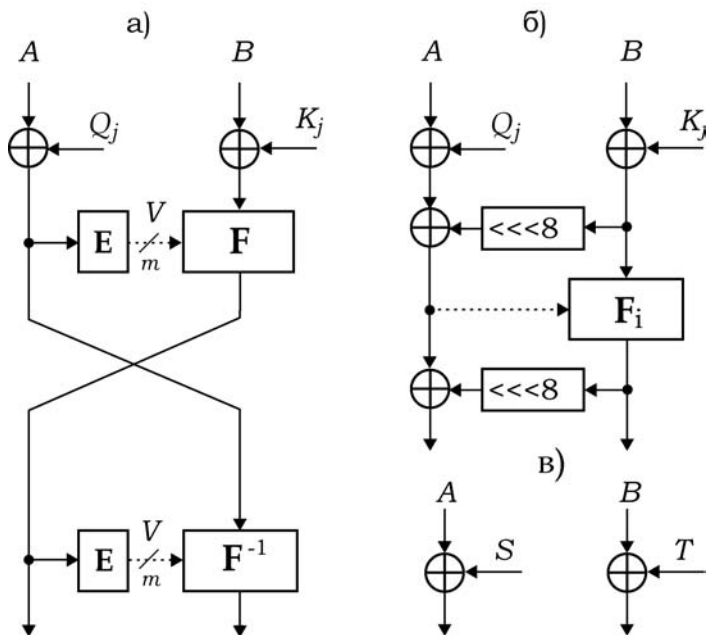 а)
A B
Q_j K_j
E V m F
E V m F^-1
б)
A B
Q_j K_j
<<<8
F_i
<<<8
в)
A B
S T